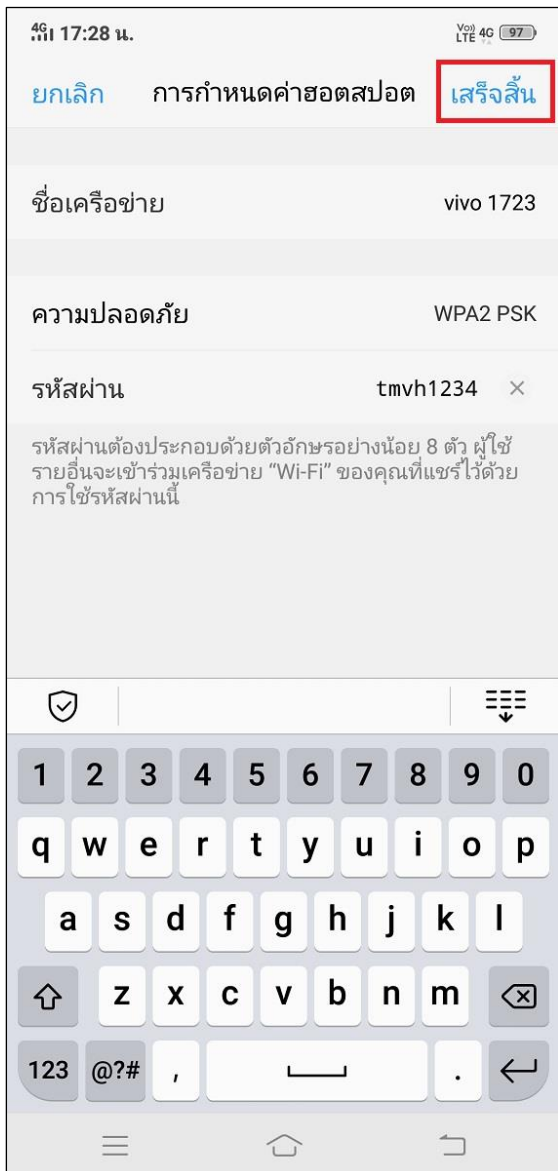 4G 17:28 น. Vo)) LTE 4G 97
ยกเลิก การกำหนดค่าฮอตสปอต เสร็จสิ้น
ชื่อเครือข่าย vivo 1723
ความปลอดภัย WPA2 PSK
รหัสผ่าน tmvh1234
รหัสผ่านต้องประกอบด้วยตัวอักษรอย่างน้อย 8 ตัว ผู้ใช้
รายอื่นจะเข้าร่วมเครือข่าย “Wi-Fi” ของคุณที่แชร์ไว้ด้วย
การใช้รหัสผ่านนี้
1 2 3 4 5 6 7 8 9 0
q w e r t y u i o p
a s d f g h j k l
z x c v b n m
123 @?# , .